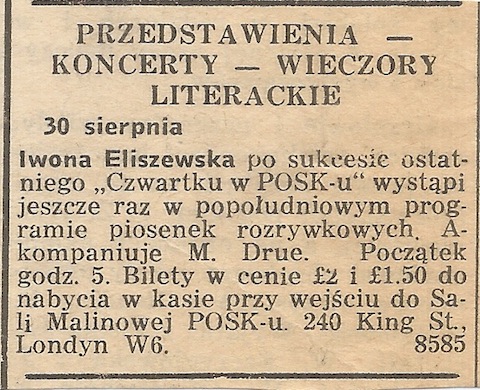 PRZEDSTAWIENIA —
KONCERTY — WIECZORY
LITERACKIE
30 sierpnia
Iwona Eliszewska po sukcesie ostat-
niego „Czwartku w POSK-u“ wystąpi
jeszcze raz w popołudniowym prog-
ramie piosenek rozrywkowych. A-
kompaniuje M. Drue. Początek
godz. 5. Bilety w cenie £2 i £1.50 do
nabycia w kasie przy wejściu do Sa-
li Malinowej POSK-u. 240 King St.,
Londyn W6. 8585